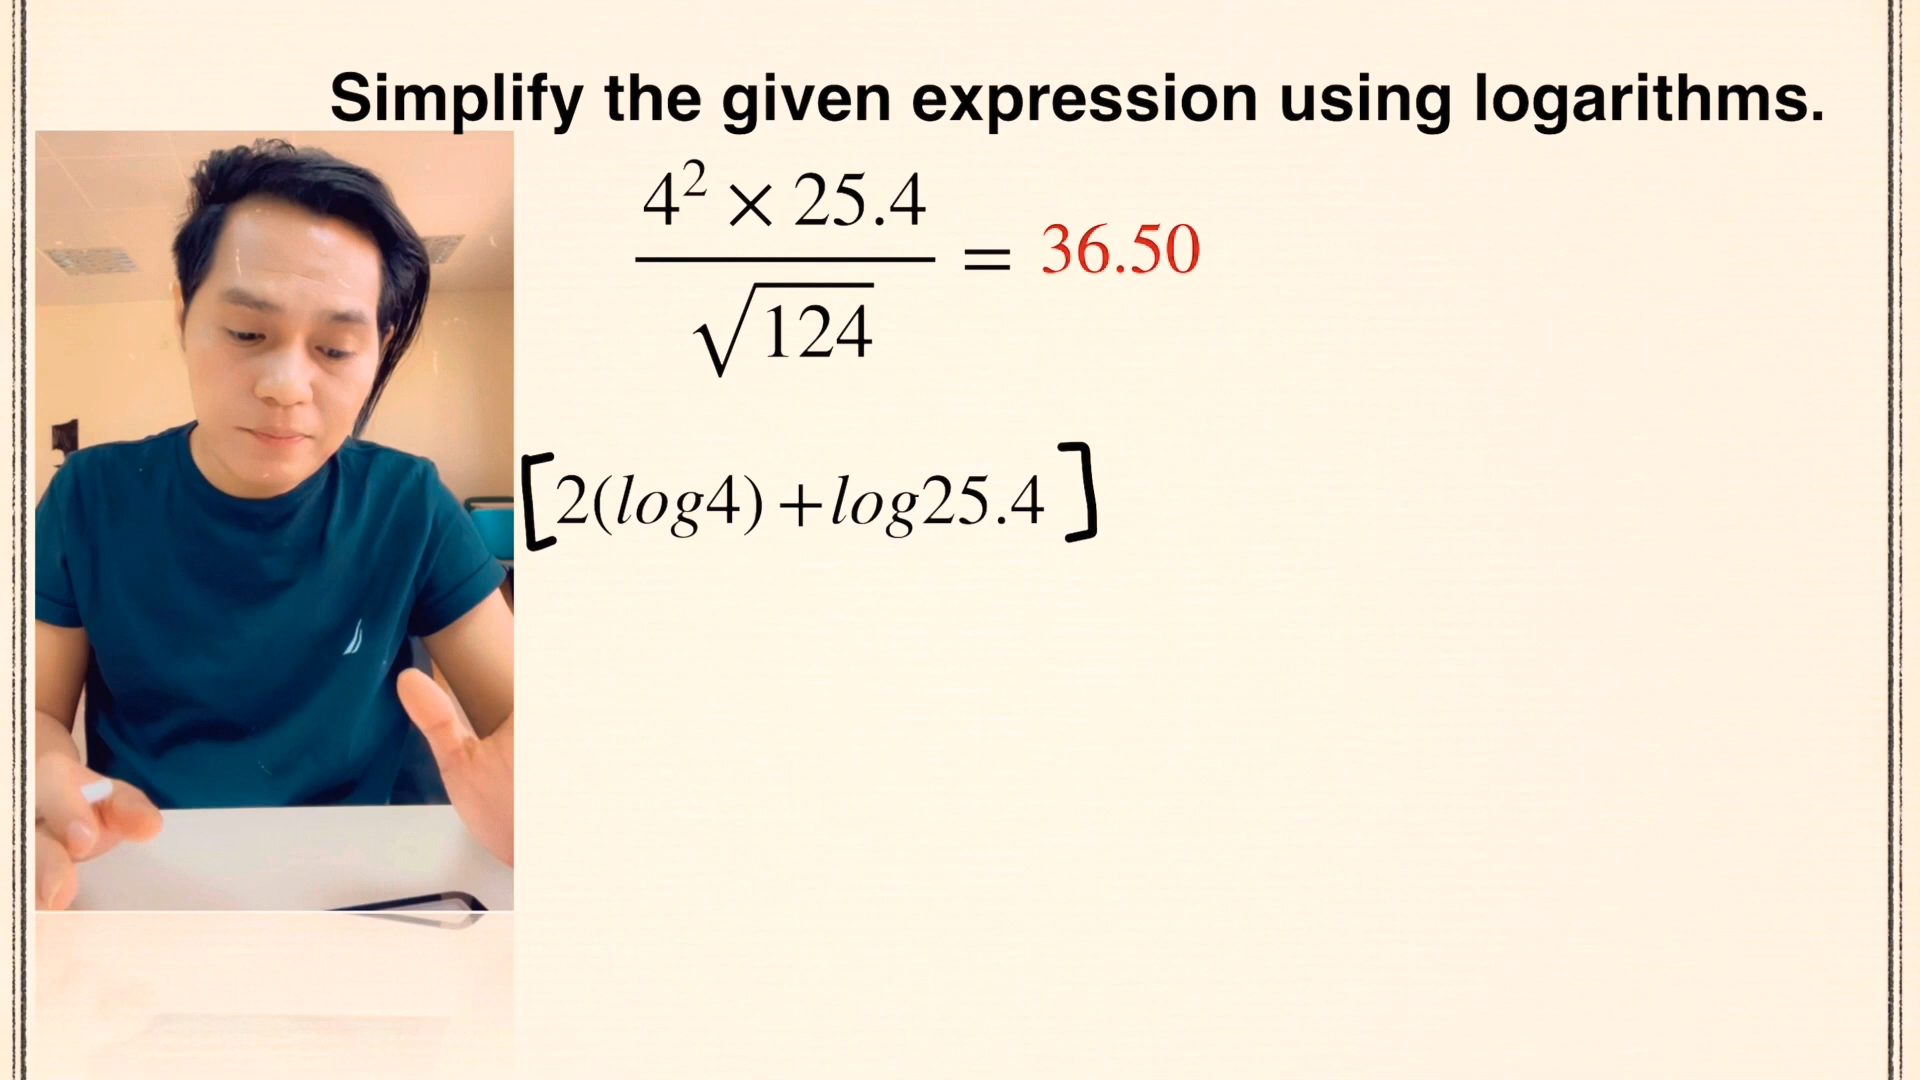 Simplify the given expression using logarithms.
4² × 25.4
= 36.50
√124
[2(log4) +log25.4]